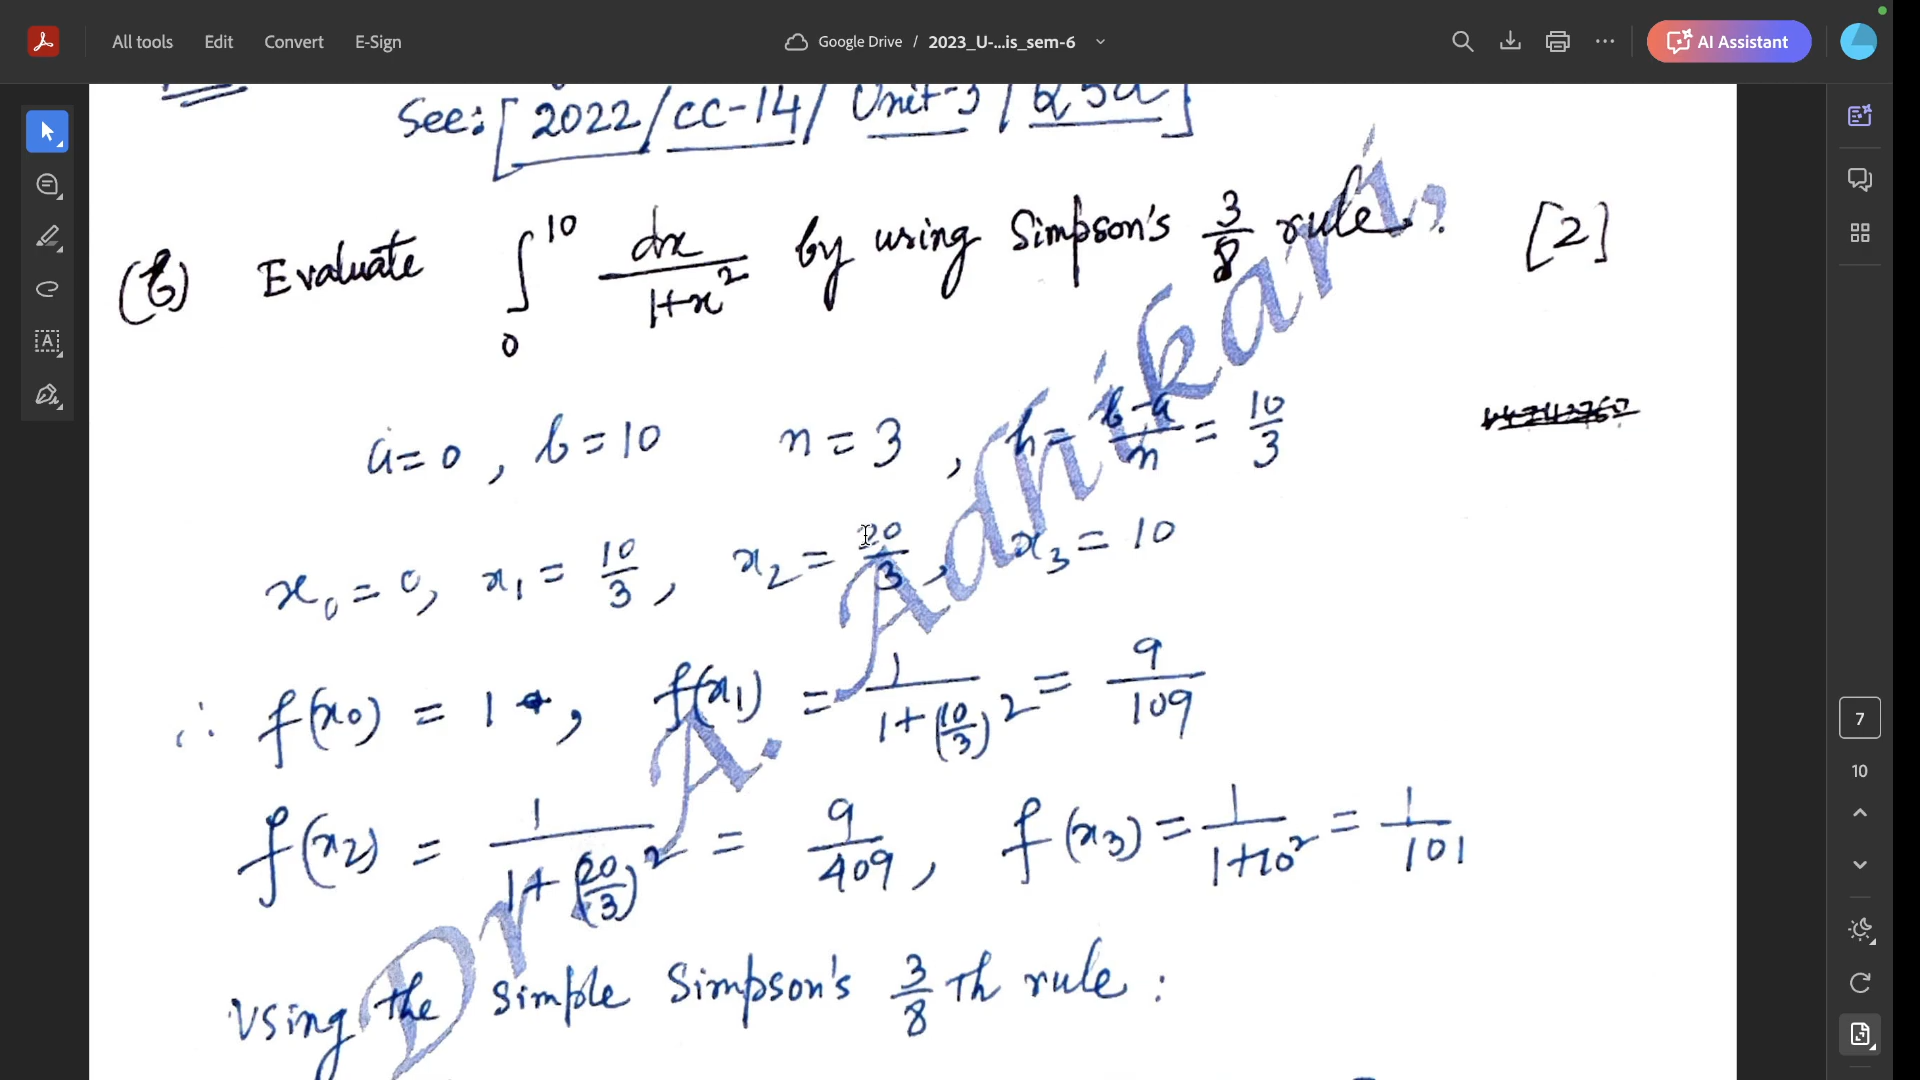 All tools Edit Convert E-Sign Google Drive / 2023_U-...is_sem-6 AI Assistant
See: [2022/CC-14/ Unit-3 / Q5a]
(b) Evaluate ∫₀¹⁰ dx/(1+x²) by using Simpson's 3/8 rule. [2]
a=0, b=10 n=3, h= (b-a)/n = 10/3
x₀=0, x₁ = 10/3, x₂ = 20/3, x₃ = 10
∴ f(x₀) = 1, f(x₁) = 1/(1+(10/3)²) = 9/109
f(x₂) = 1/(1+(20/3)²) = 9/409, f(x₃) = 1/(1+10²) = 1/101
Using the simple Simpson's 3/8 th rule:
Dr. A. Adhikari
7
10